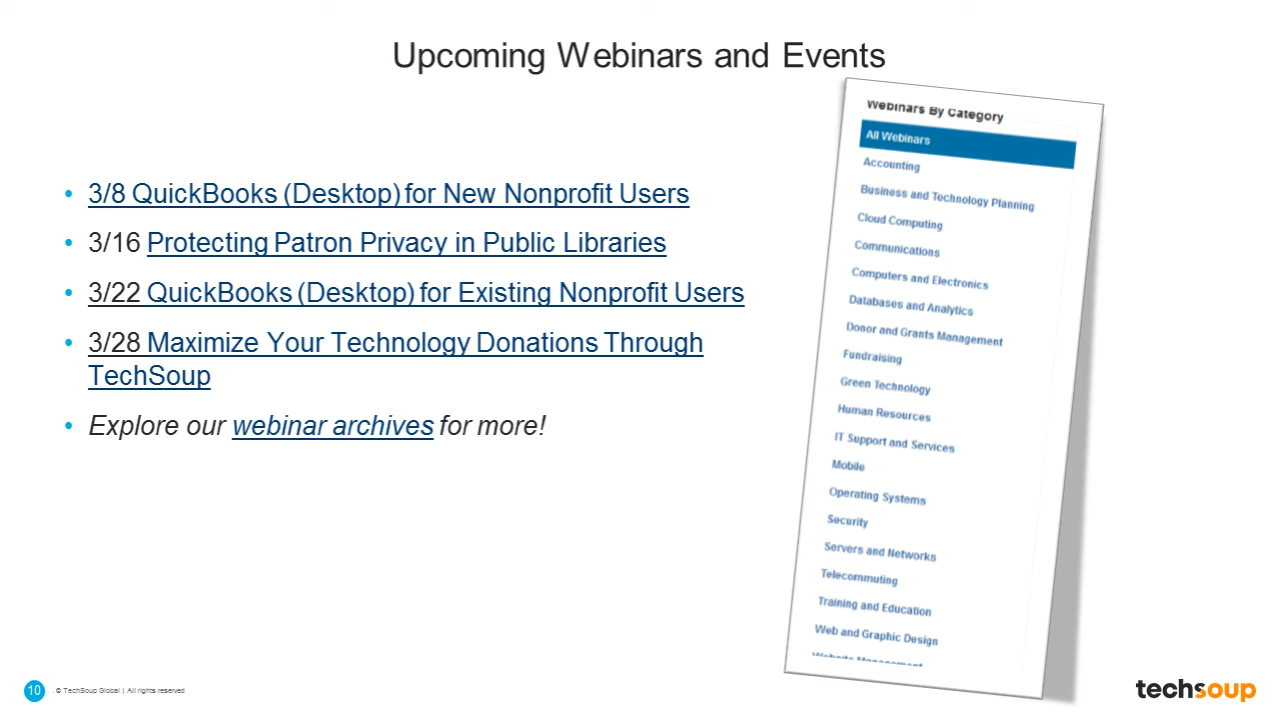 Upcoming Webinars and Events
• 3/8 QuickBooks (Desktop) for New Nonprofit Users
• 3/16 Protecting Patron Privacy in Public Libraries
• 3/22 QuickBooks (Desktop) for Existing Nonprofit Users
• 3/28 Maximize Your Technology Donations Through
TechSoup
• Explore our webinar archives for more!
Webinars By Category
All Webinars
Accounting
Business and Technology Planning
Cloud Computing
Communications
Computers and Electronics
Databases and Analytics
Donor and Grants Management
Fundraising
Green Technology
Human Resources
IT Support and Services
Mobile
Operating Systems
Security
Servers and Networks
Telecommuting
Training and Education
Web and Graphic Design
Website Management
10 . © TechSoup Global | All rights reserved
techsoup